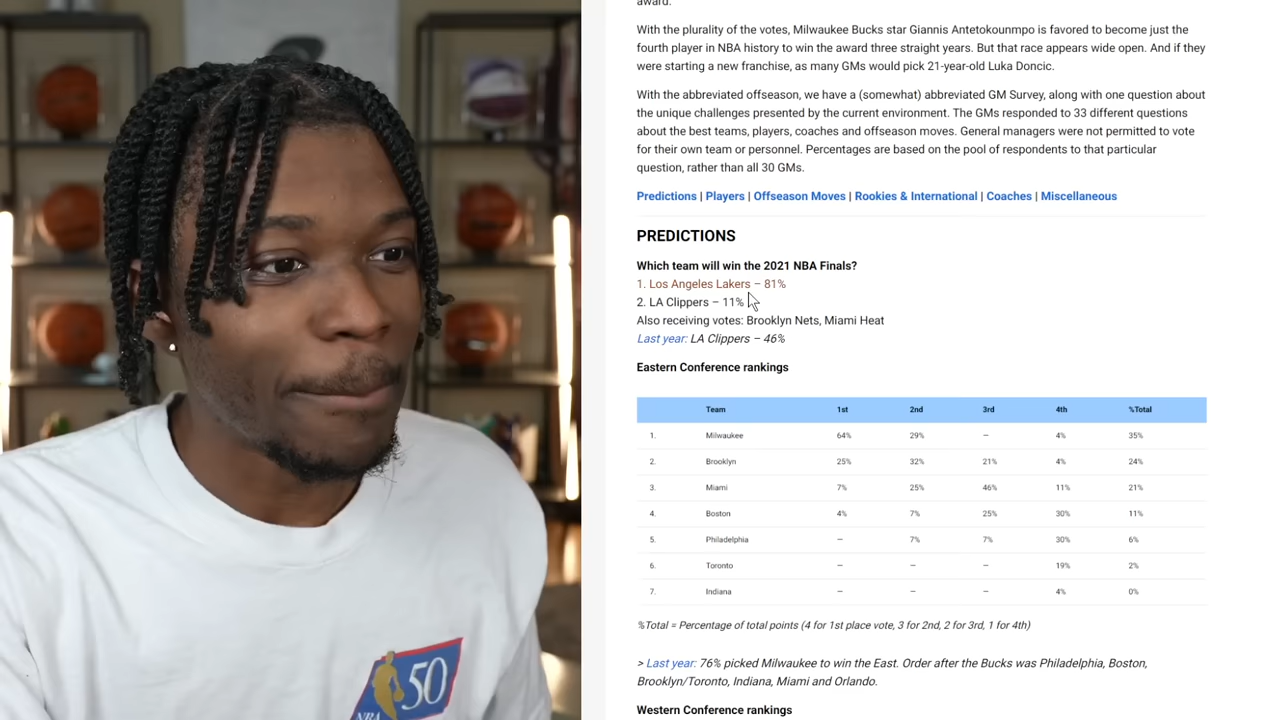 award.
With the plurality of the votes, Milwaukee Bucks star Giannis Antetokounmpo is favored to become just the
fourth player in NBA history to win the award three straight years. But that race appears wide open. And if they
were starting a new franchise, as many GMs would pick 21-year-old Luka Doncic.
With the abbreviated offseason, we have a (somewhat) abbreviated GM Survey, along with one question about
the unique challenges presented by the current environment. The GMs responded to 33 different questions
about the best teams, players, coaches and offseason moves. General managers were not permitted to vote
for their own team or personnel. Percentages are based on the pool of respondents to that particular
question, rather than all 30 GMs.
Predictions | Players | Offseason Moves | Rookies & International | Coaches | Miscellaneous
PREDICTIONS
Which team will win the 2021 NBA Finals?
1. Los Angeles Lakers – 81%
2. LA Clippers – 11%
Also receiving votes: Brooklyn Nets, Miami Heat
Last year: LA Clippers – 46%
Eastern Conference rankings
Team 1st 2nd 3rd 4th %Total
1. Milwaukee 64% 29% – 4% 35%
2. Brooklyn 25% 32% 21% 4% 24%
3. Miami 7% 25% 46% 11% 21%
4. Boston 4% 7% 25% 30% 11%
5. Philadelphia – 7% 7% 30% 6%
6. Toronto – – – 19% 2%
7. Indiana – – – 4% 0%
%Total = Percentage of total points (4 for 1st place vote, 3 for 2nd, 2 for 3rd, 1 for 4th)
> Last year: 76% picked Milwaukee to win the East. Order after the Bucks was Philadelphia, Boston,
Brooklyn/Toronto, Indiana, Miami and Orlando.
Western Conference rankings
50
NBA